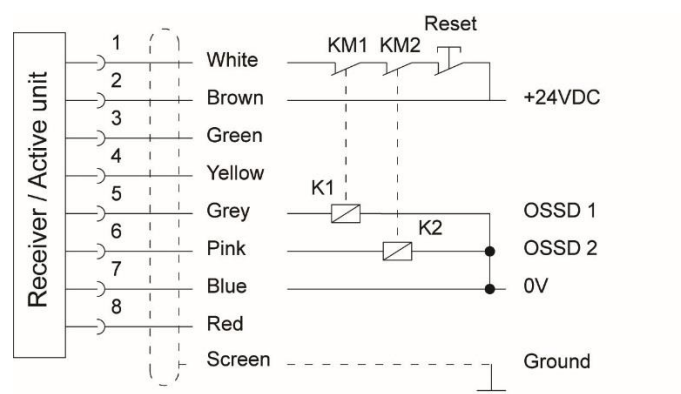 Receiver / Active unit
Reset
1 White KM1 KM2
2 Brown +24VDC
3 Green
4 Yellow
K1
5 Grey OSSD 1
K2
6 Pink OSSD 2
7 Blue 0V
8 Red
Screen Ground